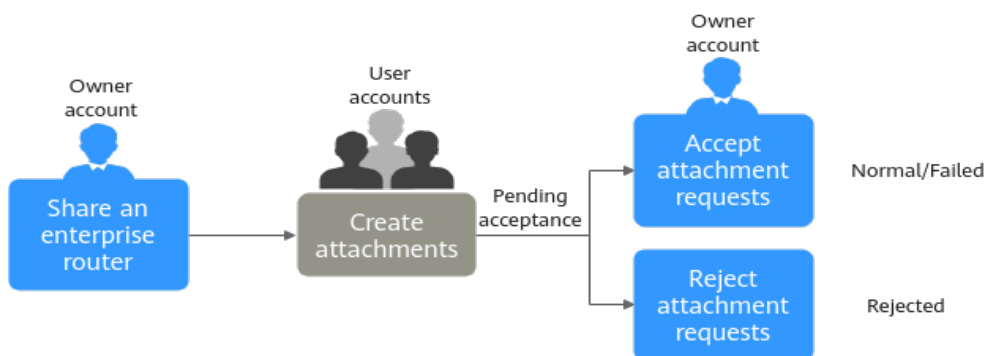 Owner
account
Share an
enterprise
router
User
accounts
Create
attachments
Pending
acceptance
Owner
account
Accept
attachment
requests
Normal/Failed
Reject
attachment
requests
Rejected